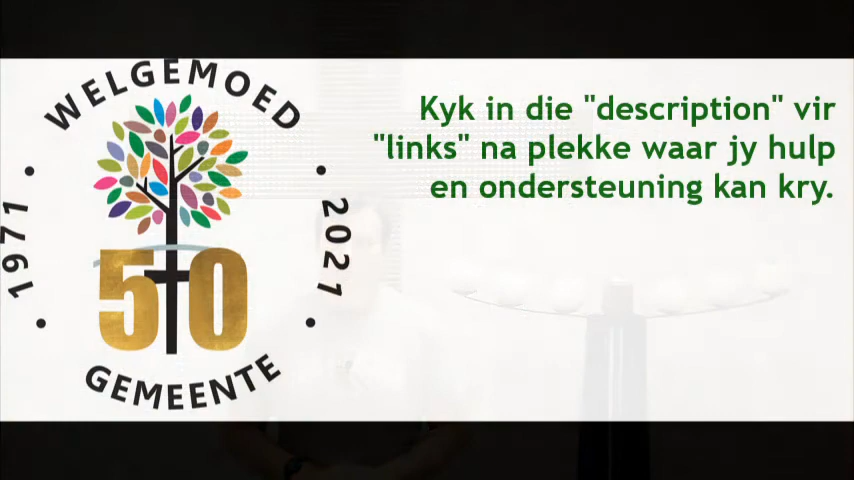 WELGEMOED
1971
2021
50
GEMEENTE
Kyk in die "description" vir
"links" na plekke waar jy hulp
en ondersteuning kan kry.